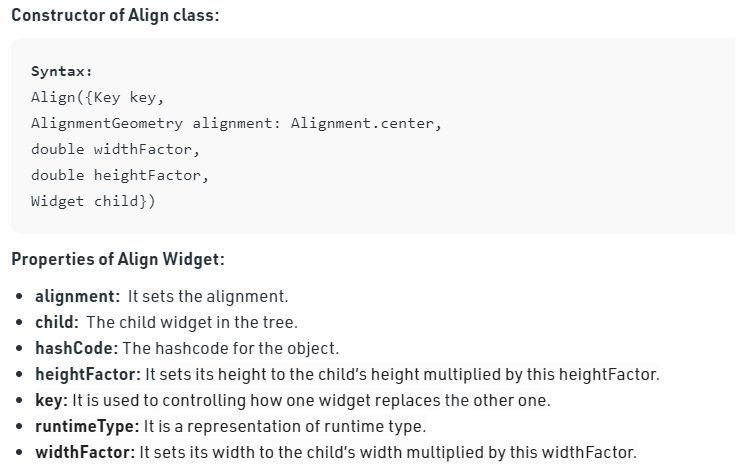 Constructor of Align class:
Syntax:
Align({Key key,
AlignmentGeometry alignment: Alignment.center,
double widthFactor,
double heightFactor,
Widget child})
Properties of Align Widget:
• alignment: It sets the alignment.
• child: The child widget in the tree.
• hashCode: The hashcode for the object.
• heightFactor: It sets its height to the child's height multiplied by this heightFactor.
• key: It is used to controlling how one widget replaces the other one.
• runtimeType: It is a representation of runtime type.
• widthFactor: It sets its width to the child's width multiplied by this widthFactor.